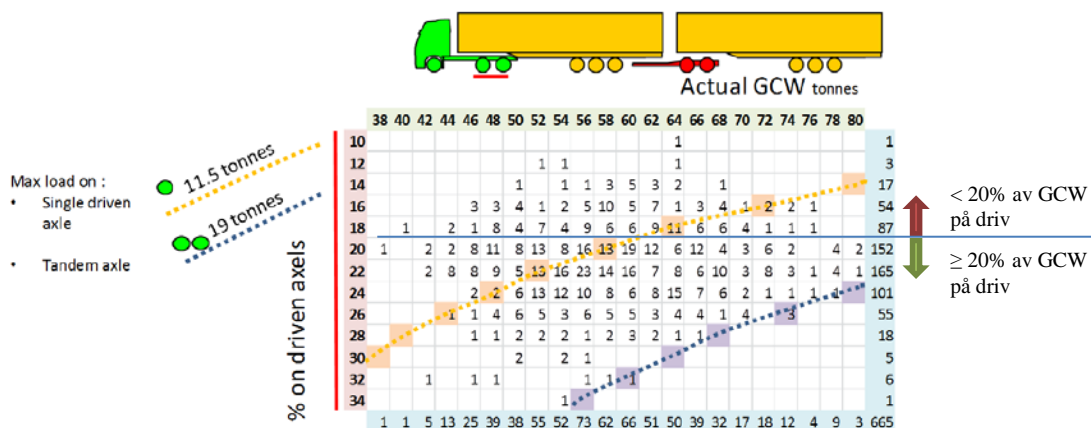 Actual GCW tonnes
38 40 42 44 46 48 50 52 54 56 58 60 62 64 66 68 70 72 74 76 78 80
10 1 1
12 1 1 1 3
14 1 1 1 3 5 3 2 1 17
16 3 3 4 1 2 5 10 5 7 1 3 4 1 2 2 1 54
18 1 2 1 8 4 7 4 9 6 6 9 11 6 6 4 1 1 1 87
20 1 2 2 8 11 8 13 8 16 13 19 12 6 12 4 3 6 2 4 2 152
22 2 8 8 9 5 13 16 23 14 16 7 8 6 10 3 8 3 1 4 1 165
24 2 2 6 13 12 10 8 6 8 15 7 6 2 1 1 1 1 101
26 1 1 4 6 5 3 6 5 5 3 4 4 1 4 3 55
28 1 1 2 2 2 1 2 3 2 1 1 18
30 2 2 1 5
32 1 1 1 1 1 1 6
34 1 1
1 1 5 13 25 39 38 55 52 73 62 66 51 50 39 32 17 18 12 4 9 3 665
% on driven axels
Max load on :
• Single driven
axle
• Tandem axle
11.5 tonnes
19 tonnes
< 20% av GCW
på driv
≥ 20% av GCW
på driv